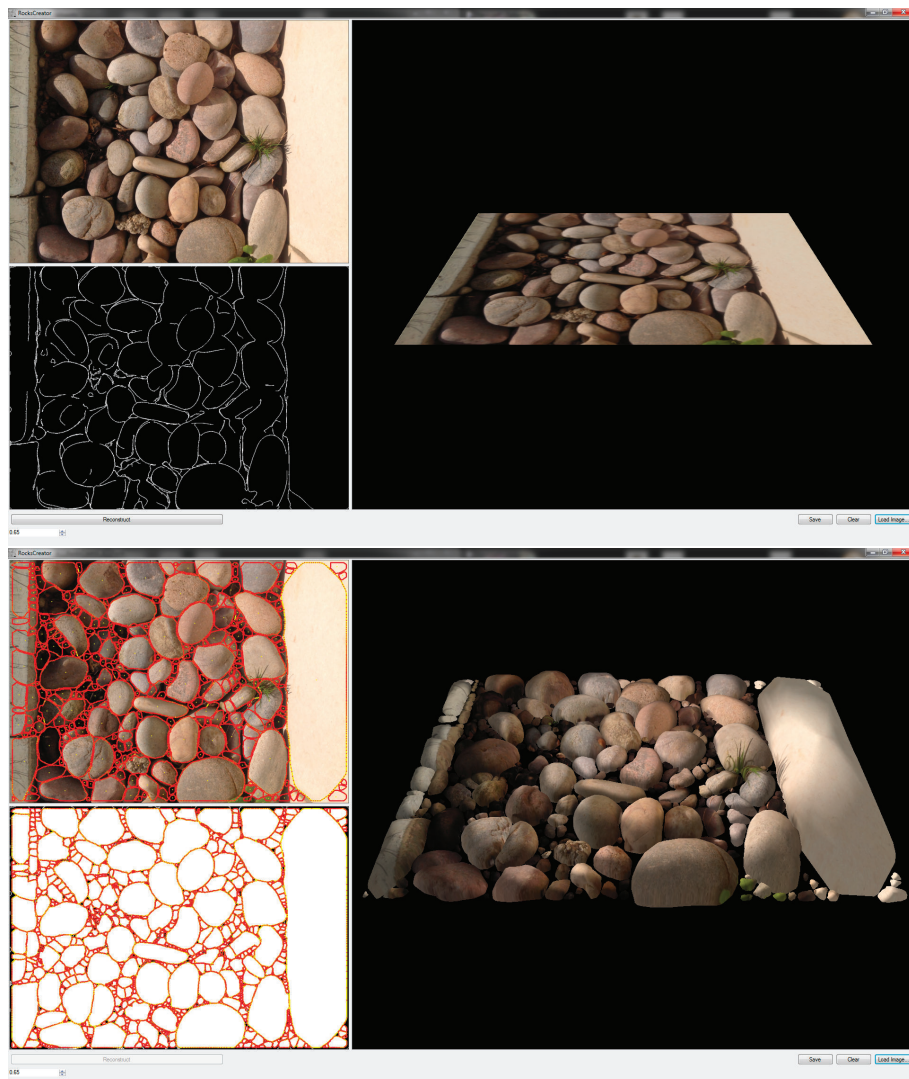 RocksCreator
Reconstruct
Save
Clear
Load Image...
0.65
RocksCreator
Reconstruct
Save
Clear
Load Image...
0.65